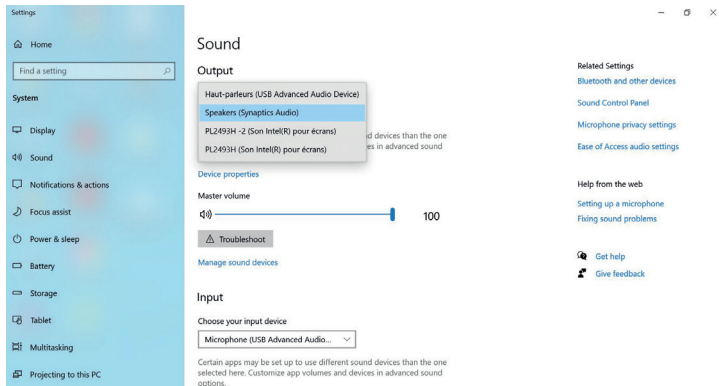 Settings
Home
Find a setting
System
Display
Sound
Notifications & actions
Focus assist
Power & sleep
Battery
Storage
Tablet
Multitasking
Projecting to this PC
Sound
Output
Haut-parleurs (USB Advanced Audio Device)
Speakers (Synaptics Audio)
PL2493H -2 (Son Intel(R) pour écrans)
PL2493H (Son Intel(R) pour écrans)
devices than the one
in advanced sound
Device properties
Master volume
100
Troubleshoot
Manage sound devices
Input
Choose your input device
Microphone (USB Advanced Audio...
Certain apps may be set up to use different sound devices than the one
selected here. Customize app volumes and devices in advanced sound
options.
Related Settings
Bluetooth and other devices
Sound Control Panel
Microphone privacy settings
Ease of Access audio settings
Help from the web
Setting up a microphone
Fixing sound problems
Get help
Give feedback